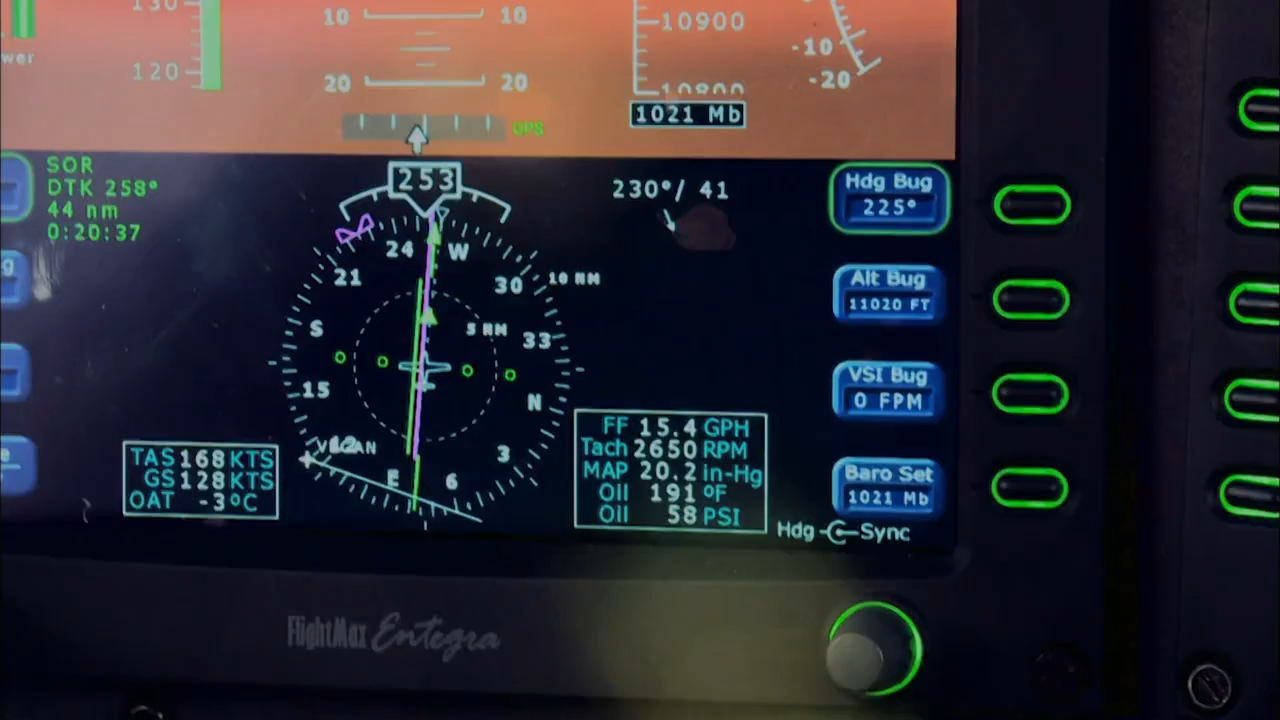 130
120
wer
10 10
20 20
GPS
10900
10800
1021 Mb
-10
-20
SOR
DTK 258°
44 nm
0:20:37
253
230°/ 41
24
W
21
30
10 NM
S
5 NM
33
15
N
12
3
E
6
TAS 168 KTS
GS 128 KTS
OAT -3°C
FF 15.4 GPH
Tach 2650 RPM
MAP 20.2 in-Hg
Oil 191 °F
Oil 58 PSI
Hdg Bug
225°
Alt Bug
11020 FT
VSI Bug
0 FPM
Baro Set
1021 Mb
Hdg Sync
g
e
FlightMax Entegra